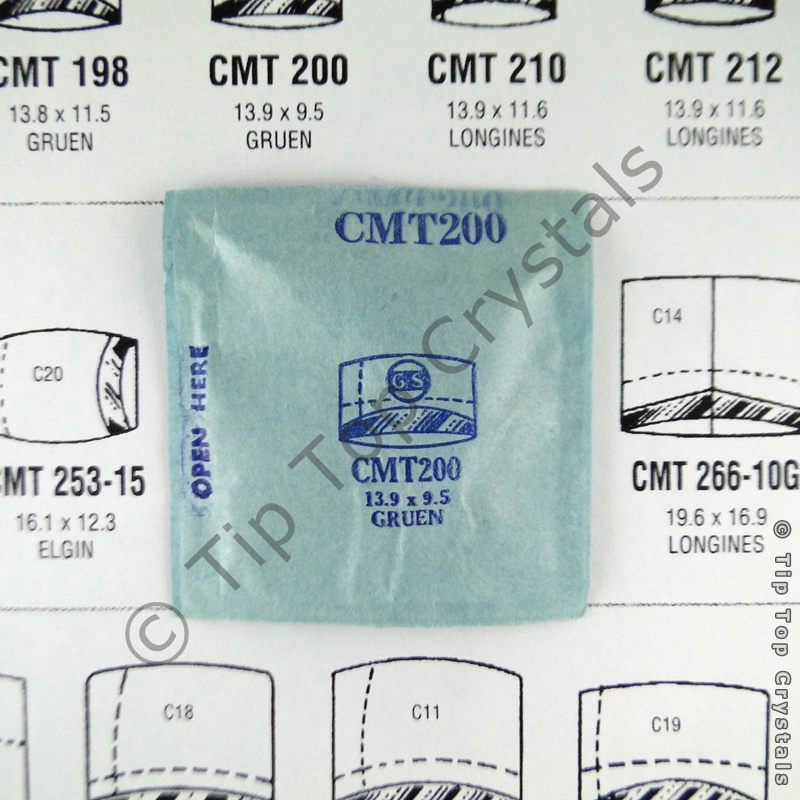 CMT 198
13.8 x 11.5
GRUEN
CMT 200
13.9 x 9.5
GRUEN
CMT 210
13.9 x 11.6
LONGINES
CMT 212
13.9 x 11.6
LONGINES
CMT200
OPEN HERE
GS
CMT200
13.9 x 9.5
GRUEN
C20
CMT 253-15
16.1 x 12.3
ELGIN
C14
CMT 266-10G
19.6 x 16.9
LONGINES
C18
C11
C19
© Tip Top Crystals
© Tip Top Crystals